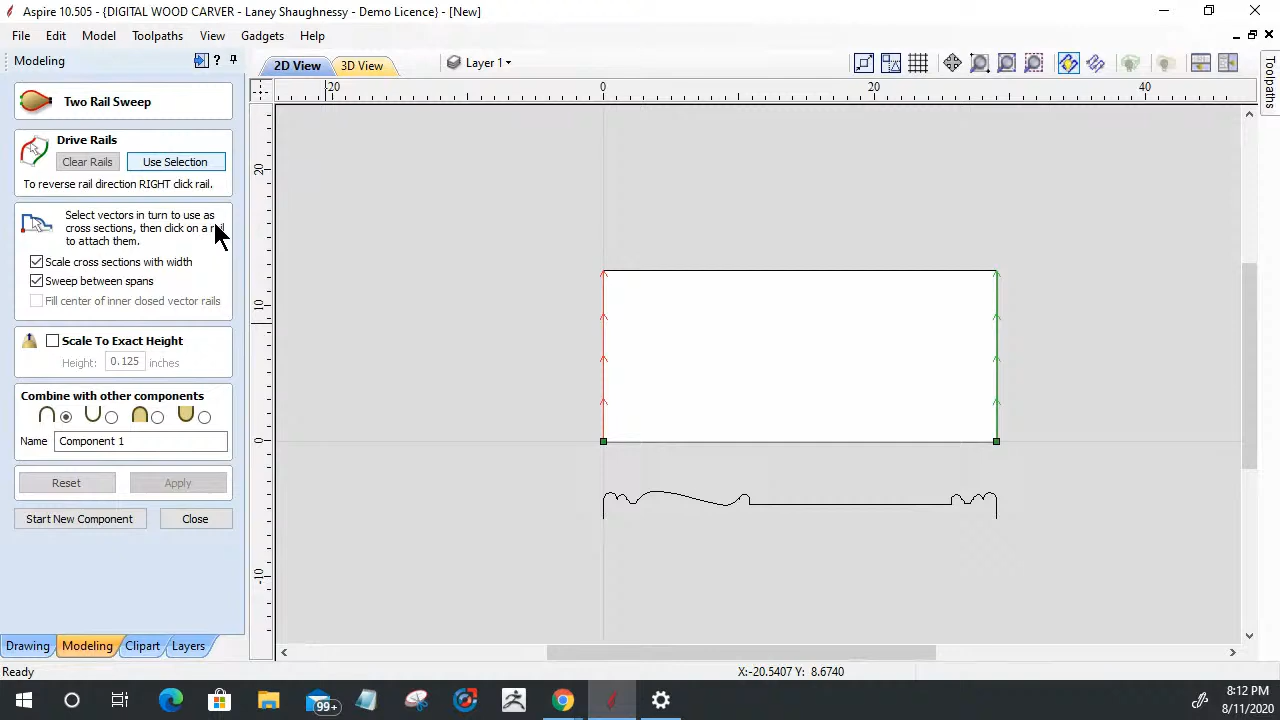 Aspire 10.505 - {DIGITAL WOOD CARVER - Laney Shaughnessy - Demo Licence} - [New]
File Edit Model Toolpaths View Gadgets Help
Modeling ?
2D View 3D View Layer 1
Two Rail Sweep
Drive Rails
Clear Rails Use Selection
To reverse rail direction RIGHT click rail.
Select vectors in turn to use as
cross sections, then click on a
to attach them.
Scale cross sections with width
Sweep between spans
Fill center of inner closed vector rails
Scale To Exact Height
Height: 0.125 inches
Combine with other components
Name Component 1
Reset Apply
Start New Component Close
Drawing Modeling Clipart Layers
-20 0 20 40
20
10
0
-10
Toolpaths
Ready X:-20.5407 Y: 8.6740
99+
8:12 PM
8/11/2020